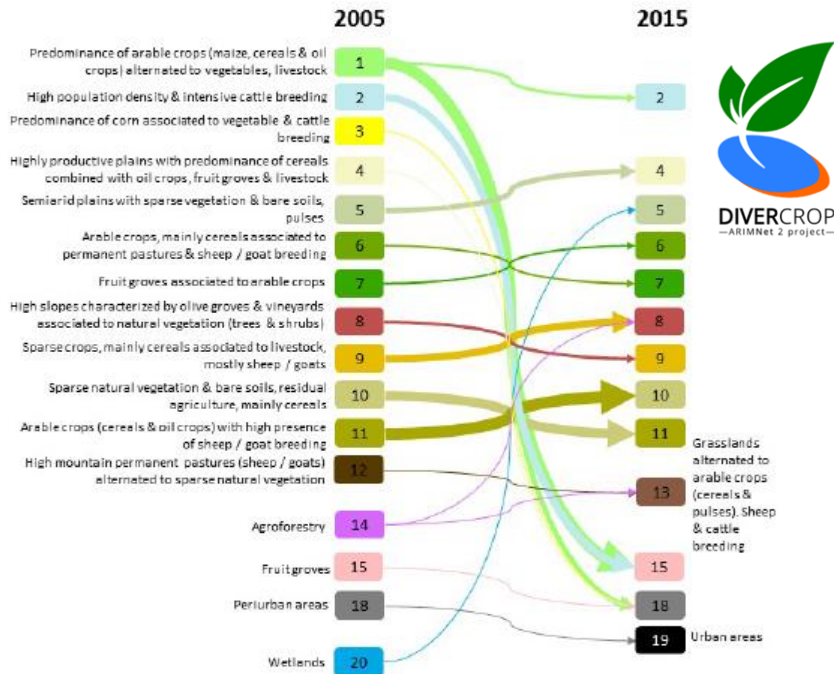 2005
2015
Predominance of arable crops (maize, cereals & oil
crops) alternated to vegetables, livestock
1
High population density & intensive cattle breeding
2
2
Predominance of corn associated to vegetable & cattle
breeding
3
Highly productive plains with predominance of cereals
combined with oil crops, fruit groves & livestock
4
4
Semiarid plains with sparse vegetation & bare soils,
pulses
5
5
Arable crops, mainly cereals associated to
permanent pastures & sheep / goat breeding
6
6
Fruit groves associated to arable crops
7
7
High slopes characterized by olive groves & vineyards
associated to natural vegetation (trees & shrubs)
8
8
Sparse crops, mainly cereals associated to livestock,
mostly sheep / goats
9
9
Sparse natural vegetation & bare soils, residual
agriculture, mainly cereals
10
10
Arable crops (cereals & oil crops) with high presence
of sheep / goat breeding
11
11
High mountain permanent pastures (sheep / goats)
alternated to sparse natural vegetation
12
13
Grasslands
alternated to
arable crops
(cereals &
pulses). Sheep
& cattle
breeding
Agroforestry
14
Fruit groves
15
15
Periurban areas
18
18
19
Urban areas
Wetlands
20
DIVERCROP
—ARIMNet 2 project—